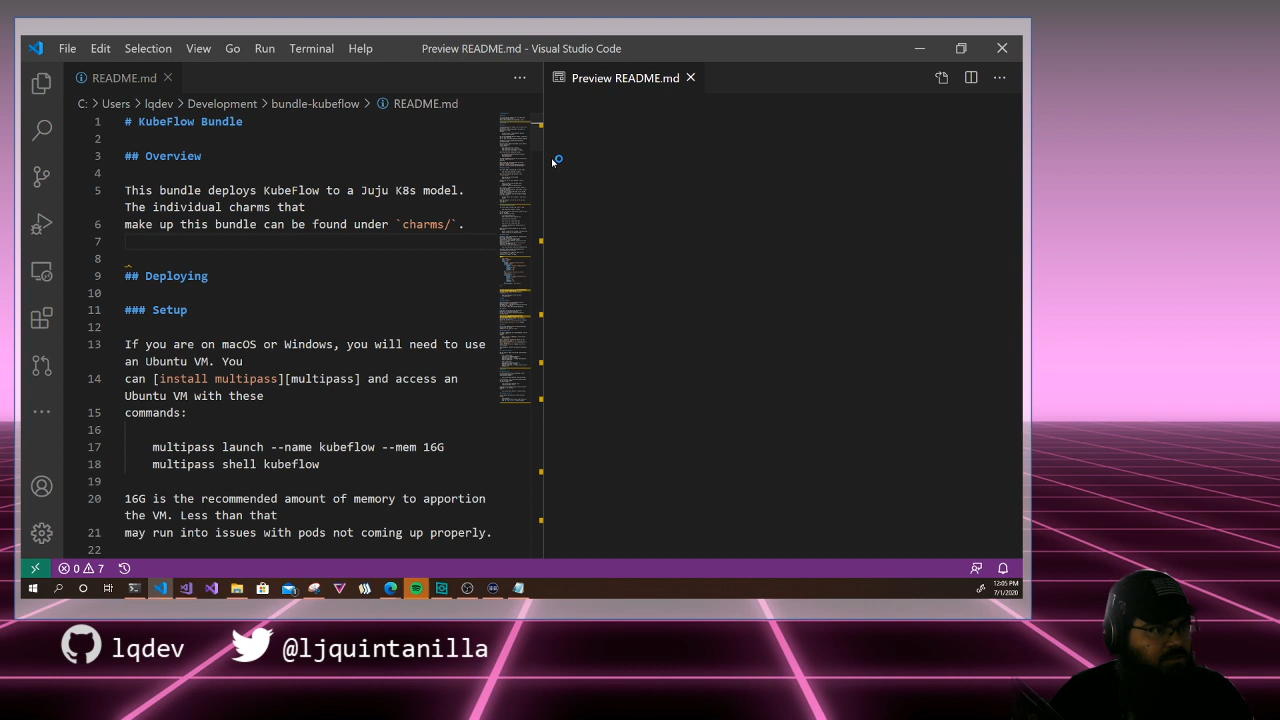 File Edit Selection View Go Run Terminal Help
Preview README.md - Visual Studio Code
README.md
Preview README.md
C: > Users > lqdev > Development > bundle-kubeflow > README.md
1 # KubeFlow Bundle
2
3 ## Overview
4
5 This bundle deploys KubeFlow to a Juju K8s model.
The individual charms that
6 make up this bundle can be found under `charms/`.
7
8
9 ## Deploying
10
11 ### Setup
12
13 If you are on macOS or Windows, you will need to use
an Ubuntu VM. You
14 can [install multipass][multipass] and access an
Ubuntu VM with these
15 commands:
16
17 multipass launch --name kubeflow --mem 16G
18 multipass shell kubeflow
19
20 16G is the recommended amount of memory to apportion
the VM. Less than that
21 may run into issues with pods not coming up properly.
22
0 7
12:05 PM
7/1/2020
lqdev @ljquintanilla